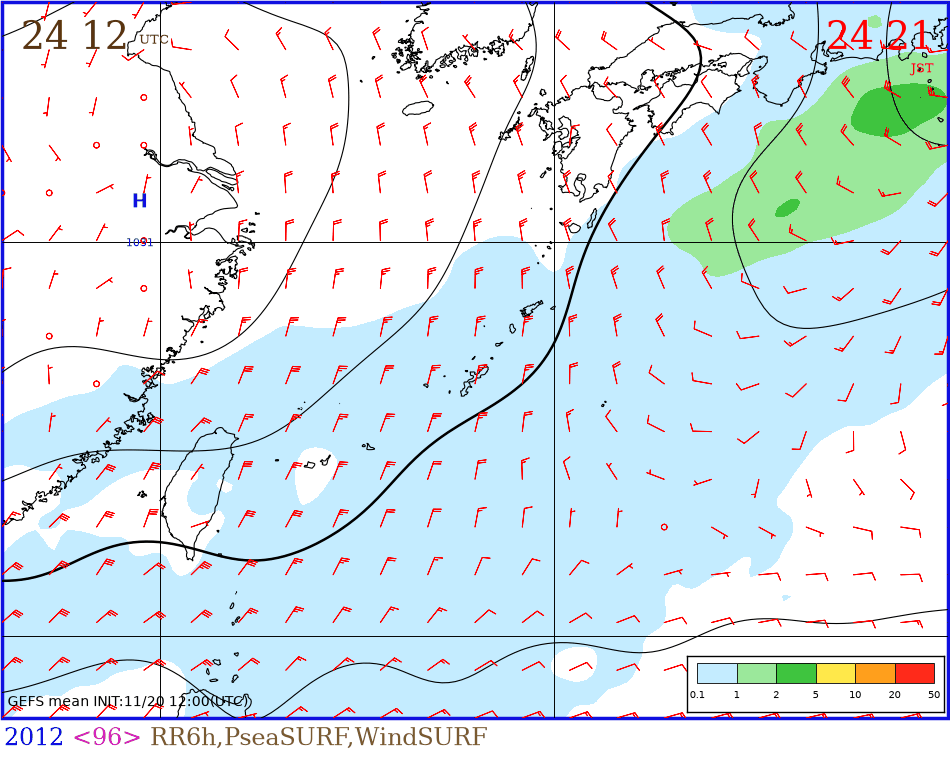 24 12 UTC
24 21
JST
H
1031
0.1 1 2 5 10 20 50
GEFS mean INIT:11/20 12:00(UTC)
2012 <96> RR6h,PseaSURF,WindSURF